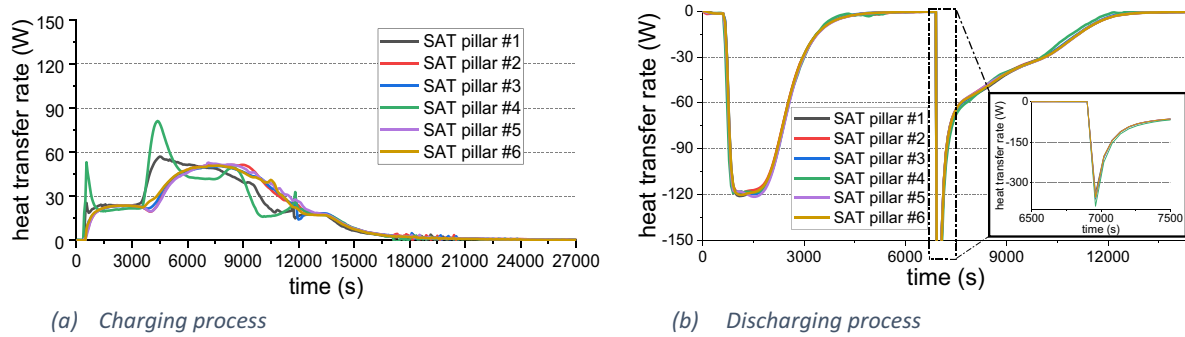 150
120
90
60
30
0
heat transfer rate (W)
SAT pillar #1
SAT pillar #2
SAT pillar #3
SAT pillar #4
SAT pillar #5
SAT pillar #6
0 3000 6000 9000 12000 15000 18000 21000 24000 27000
time (s)
(a) Charging process
0
-30
-60
-90
-120
-150
heat transfer rate (W)
SAT pillar #1
SAT pillar #2
SAT pillar #3
SAT pillar #4
SAT pillar #5
SAT pillar #6
0
-150
-300
heat transfer rate (W)
6500 7000 7500
time (s)
0 3000 6000 9000 12000
time (s)
(b) Discharging process